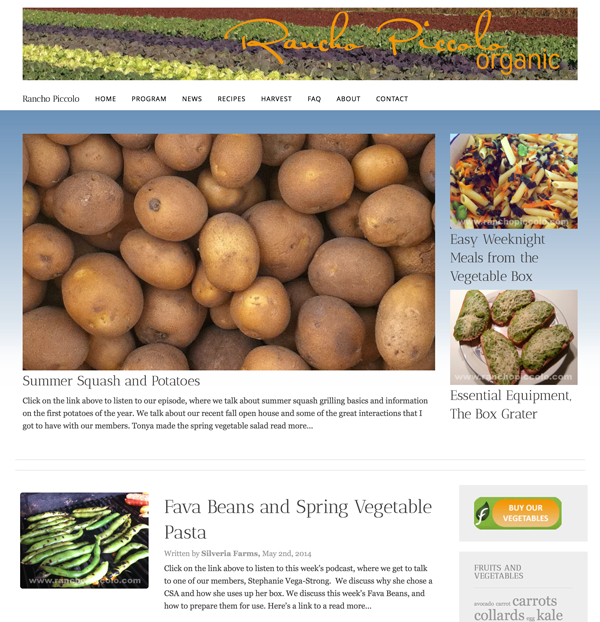 Rancho Piccolo
organic
Rancho Piccolo HOME PROGRAM NEWS RECIPES HARVEST FAQ ABOUT CONTACT
www.ranchopiccolo.com
Easy Weeknight
Meals from the
Vegetable Box
www.ranchopiccolo.com
Essential Equipment,
The Box Grater
Summer Squash and Potatoes
Click on the link above to listen to our episode, where we talk about summer squash grilling basics and information
on the first potatoes of the year. We talk about our recent fall open house and some of the great interactions that I
got to have with our members. Tonya made the spring vegetable salad read more...
www.ranchopiccolo.com
Fava Beans and Spring Vegetable
Pasta
Written by Silveria Farms, May 2nd, 2014
Click on the link above to listen to this week's podcast, where we get to talk
to one of our members, Stephanie Vega-Strong. We discuss why she chose a
CSA and how she uses up her box. We discuss this week's Fava Beans, and
how to prepare them for use. Here's a link to a read more...
BUY OUR
VEGETABLES
FRUITS AND
VEGETABLES
avocado carrot carrots
collards egg kale